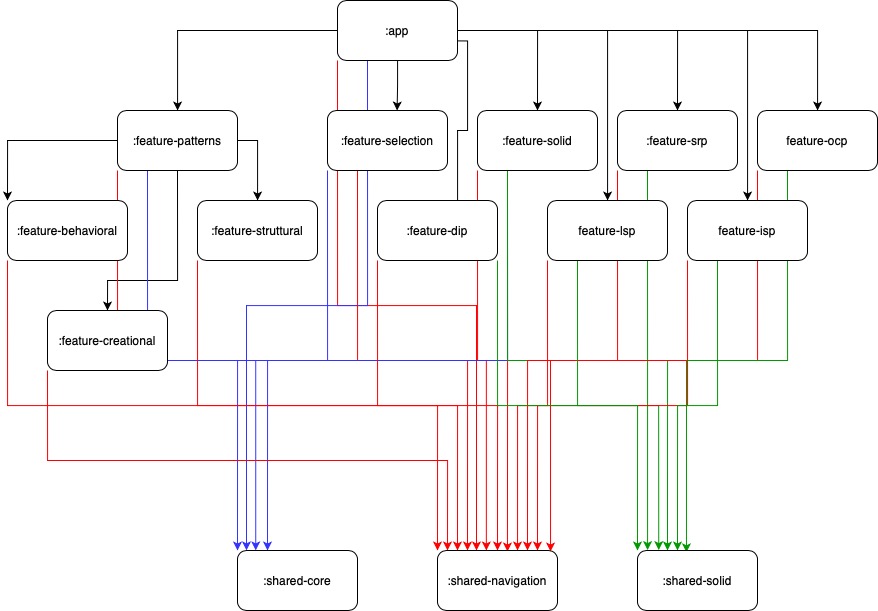 :app
:feature-patterns
:feature-selection
:feature-solid
:feature-srp
feature-ocp
:feature-behavioral
:feature-struttural
:feature-dip
feature-lsp
feature-isp
:feature-creational
:shared-core
:shared-navigation
:shared-solid